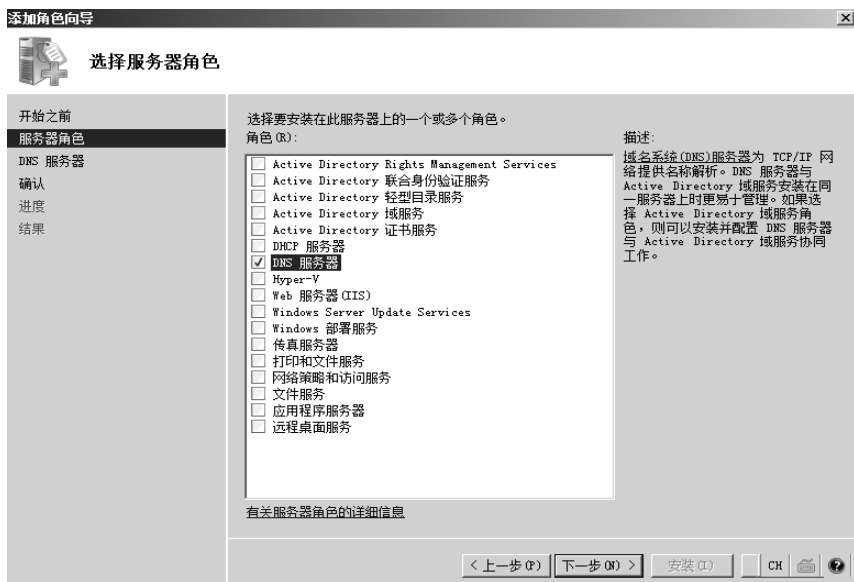 添加角色向导
选择服务器角色
开始之前
服务器角色
DNS 服务器
确认
进度
结果
选择要安装在此服务器上的一个或多个角色。
角色(R):
Active Directory Rights Management Services
Active Directory 联合身份验证服务
Active Directory 轻型目录服务
Active Directory 域服务
Active Directory 证书服务
DHCP 服务器
DNS 服务器
Hyper-V
Web 服务器(IIS)
Windows Server Update Services
Windows 部署服务
传真服务器
打印和文件服务
网络策略和访问服务
文件服务
应用程序服务器
远程桌面服务
有关服务器角色的详细信息
描述:
域名系统(DNS)服务器为 TCP/IP 网
络提供名称解析。DNS 服务器与
Active Directory 域服务安装在同
一服务器上时更易于管理。如果选
择 Active Directory 域服务角
色，则可以安装并配置 DNS 服务器
与 Active Directory 域服务协同
工作。
< 上一步(P)
下一步(N) >
安装(I)
CH